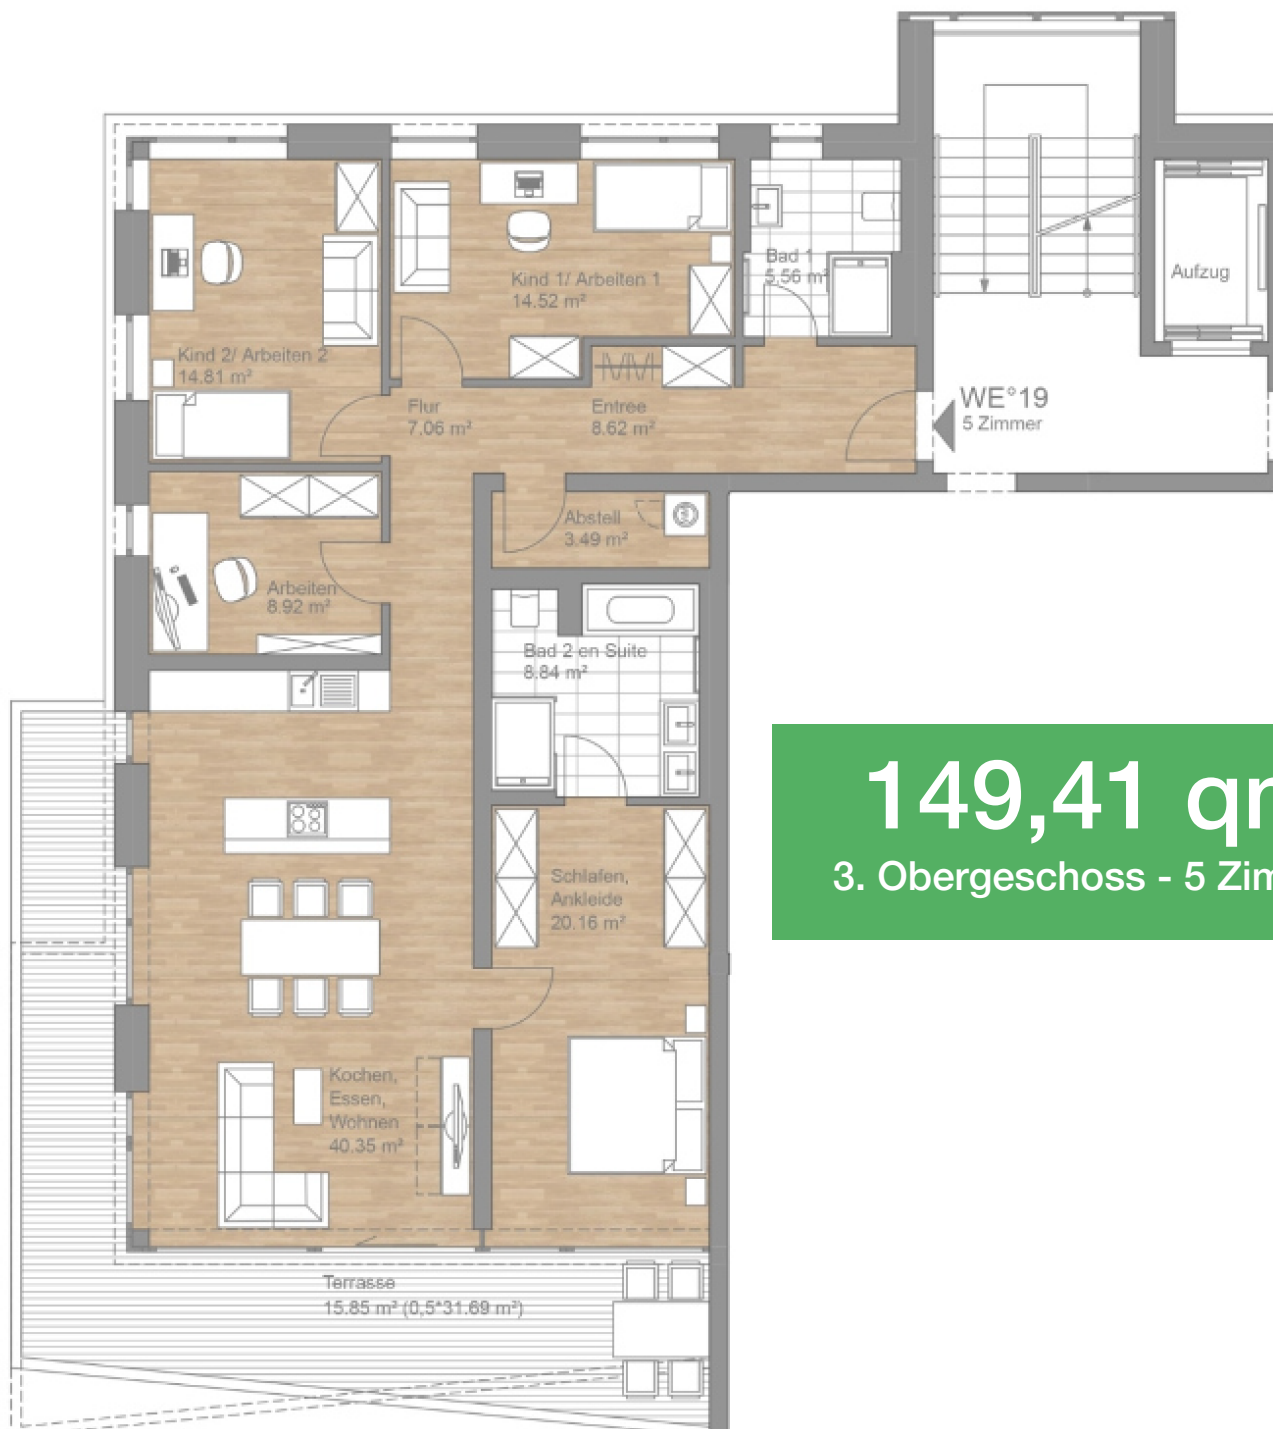 Aufzug
Bad 1
5.56 m²
Kind 1/ Arbeiten 1
14.52 m²
Kind 2/ Arbeiten 2
14.81 m²
Flur
7.06 m²
Entree
8.62 m²
WE°19
5 Zimmer
Abstell
3.49 m²
Arbeiten
8.92 m²
Bad 2 en Suite
8.84 m²
149,41 qm
3. Obergeschoss - 5 Zim
Schlafen,
Ankleide
20.16 m²
Kochen,
Essen,
Wohnen
40.35 m²
Terrasse
15.85 m² (0,5*31.69 m²)